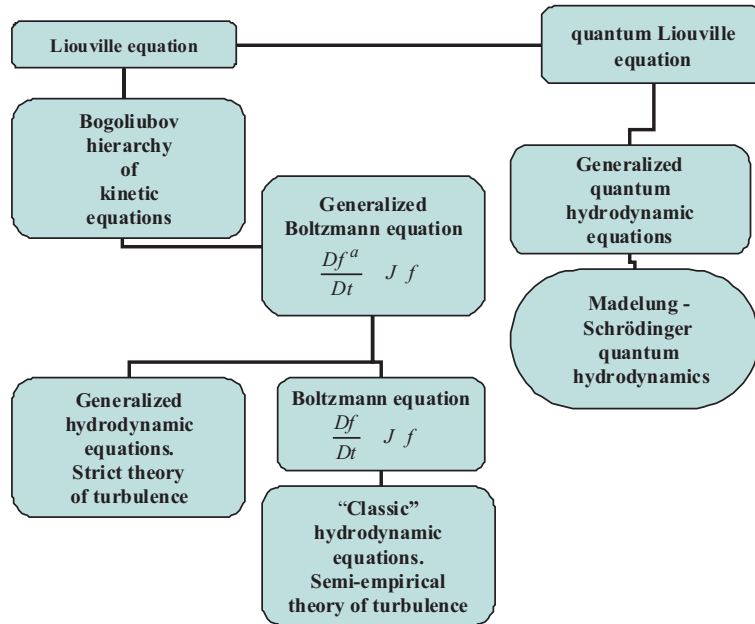 Liouville equation
quantum Liouville
equation
Bogoliubov
hierarchy
of
kinetic
equations
Generalized
quantum
hydrodynamic
equations
Generalized
Boltzmann equation
Df^a
Dt
J f
Madelung -
Schrödinger
quantum
hydrodynamics
Generalized
hydrodynamic
equations.
Strict theory
of turbulence
Boltzmann equation
Df
Dt
J f
“Classic”
hydrodynamic
equations.
Semi-empirical
theory of turbulence